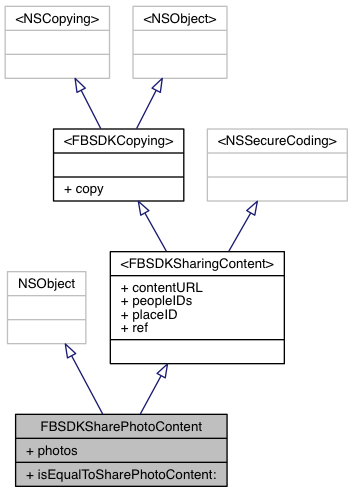 <NSCopying>
<NSObject>
<FBSDKCopying>
+ copy
<NSSecureCoding>
<FBSDKSharingContent>
+ contentURL
+ peopleIDs
+ placeID
+ ref
NSObject
FBSDKSharePhotoContent
+ photos
+ isEqualToSharePhotoContent: